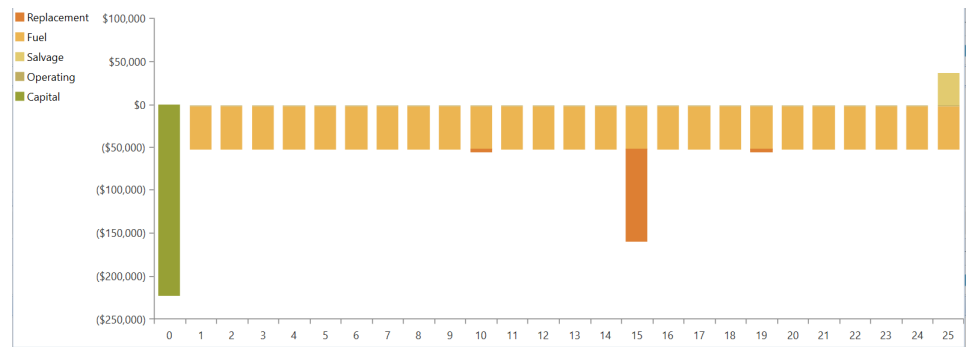 Replacement
Fuel
Salvage
Operating
Capital
$100,000
$50,000
$0
($50,000)
($100,000)
($150,000)
($200,000)
($250,000)
0 1 2 3 4 5 6 7 8 9 10 11 12 13 14 15 16 17 18 19 20 21 22 23 24 25